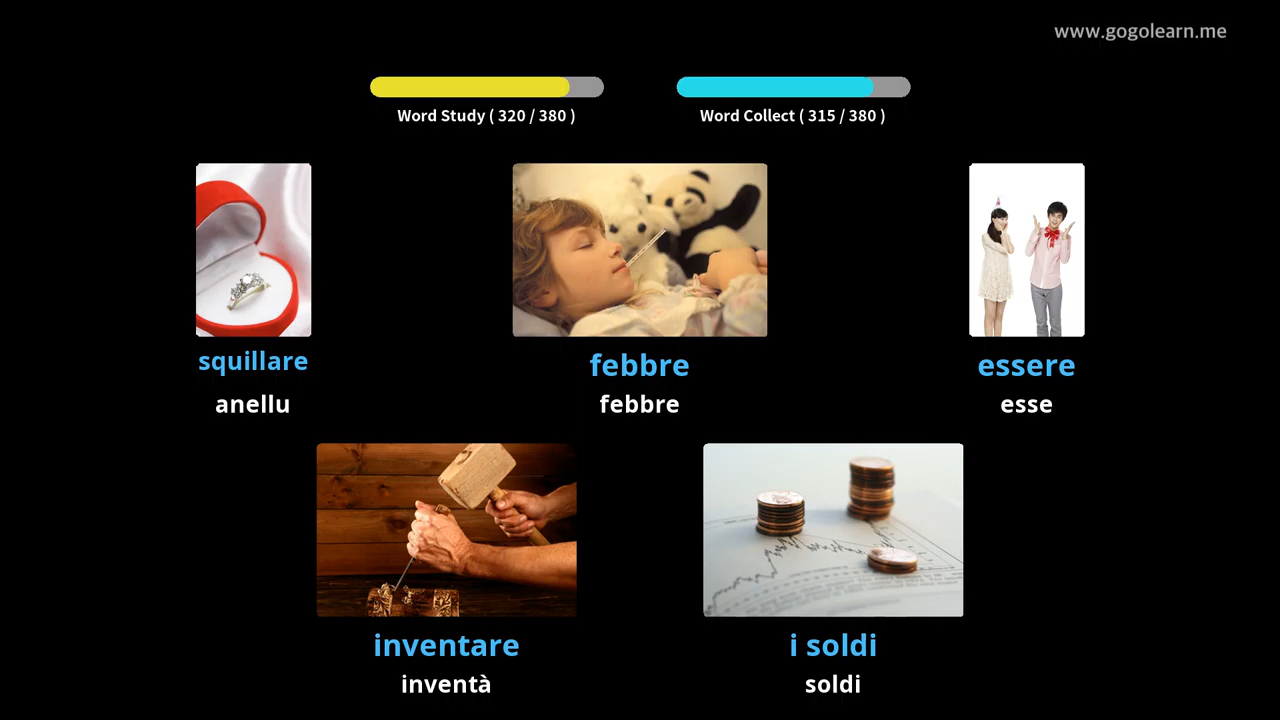 www.gogolearn.me
Word Study ( 320 / 380 )
Word Collect ( 315 / 380 )
squillare
anellu
febbre
febbre
essere
esse
inventare
inventà
i soldi
soldi